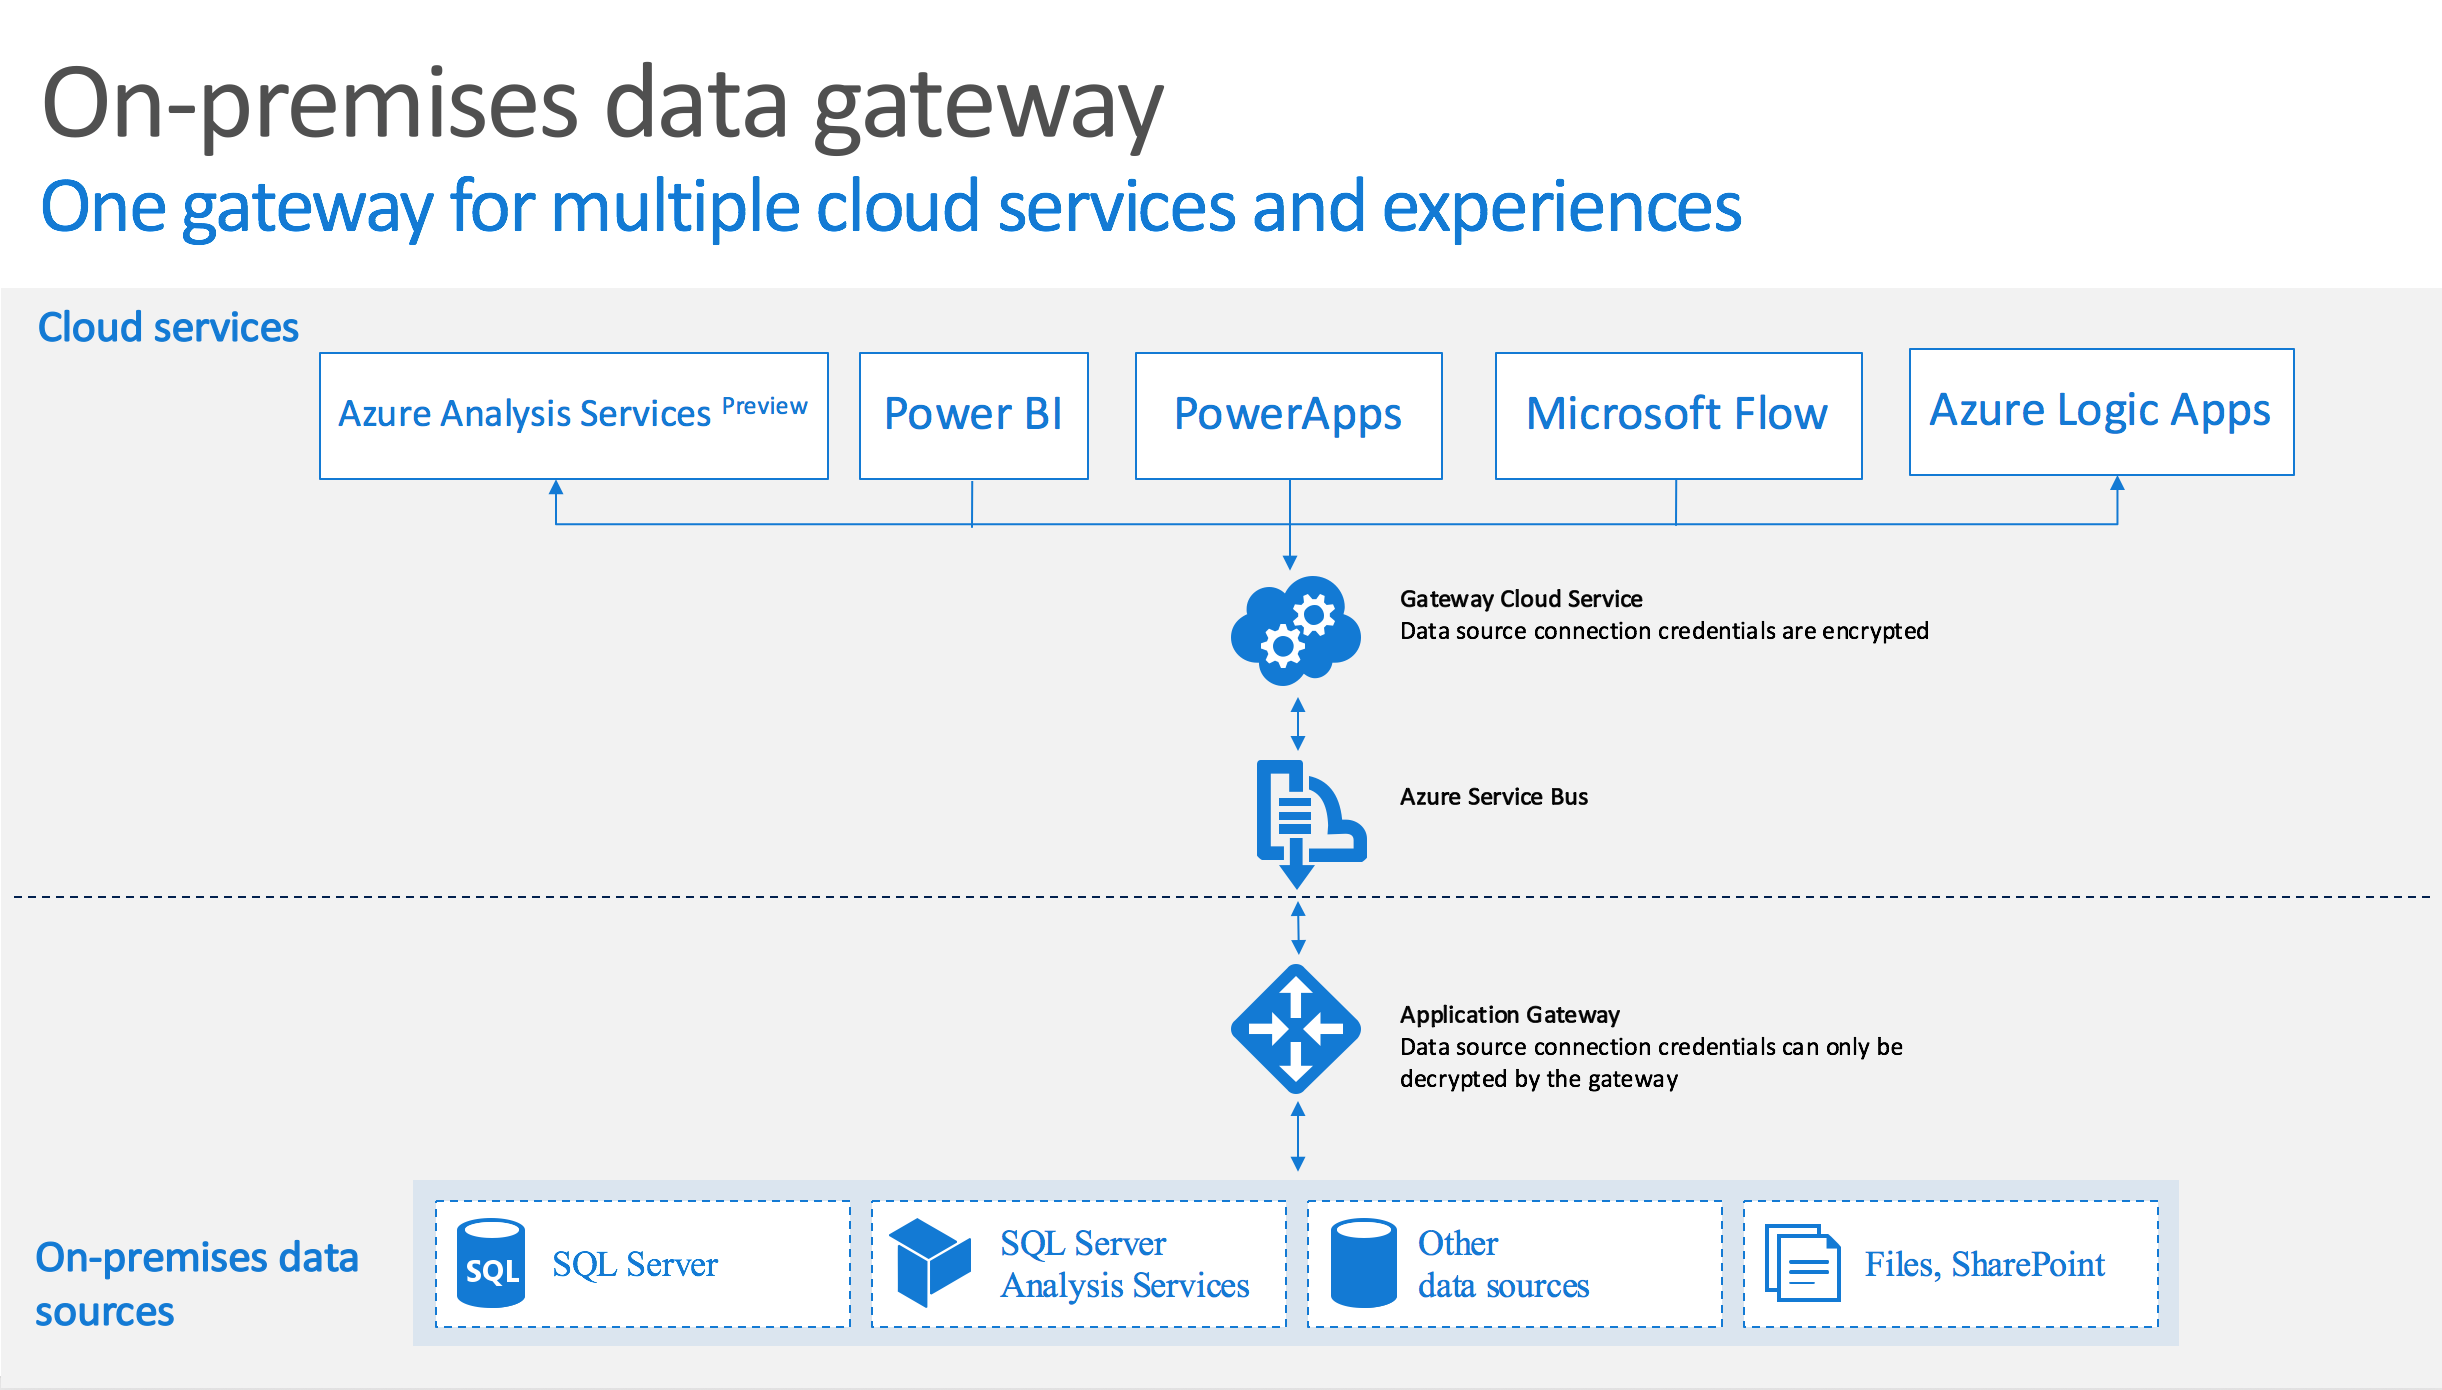 On-premises data gateway
One gateway for multiple cloud services and experiences
Cloud services
Azure Analysis Services Preview
Power BI
PowerApps
Microsoft Flow
Azure Logic Apps
Gateway Cloud Service
Data source connection credentials are encrypted
Azure Service Bus
Application Gateway
Data source connection credentials can only be
decrypted by the gateway
On-premises data
sources
SQL
SQL Server
SQL Server
Analysis Services
Other
data sources
Files, SharePoint